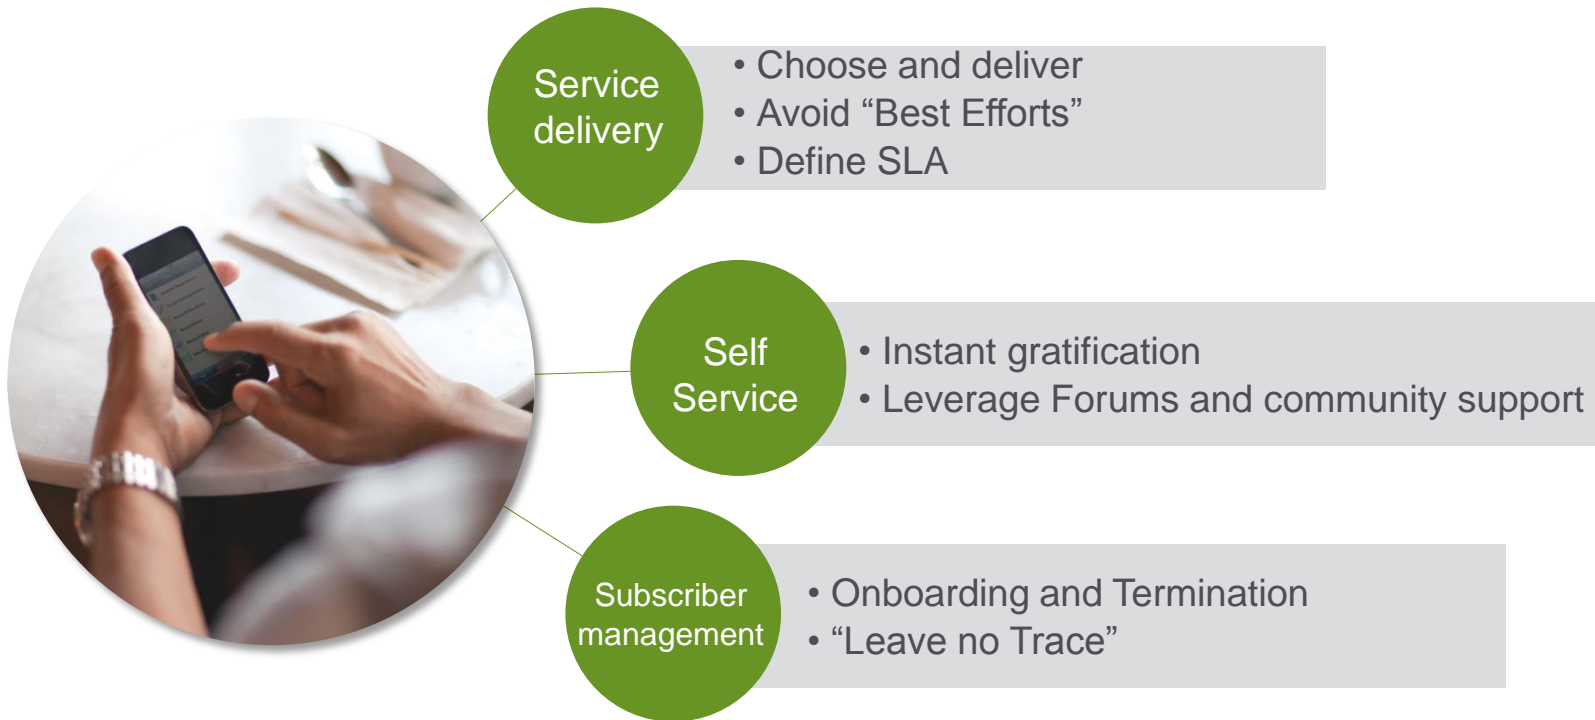 Service
delivery
• Choose and deliver
• Avoid “Best Efforts”
• Define SLA
Self
Service
• Instant gratification
• Leverage Forums and community support
Subscriber
management
• Onboarding and Termination
• “Leave no Trace”